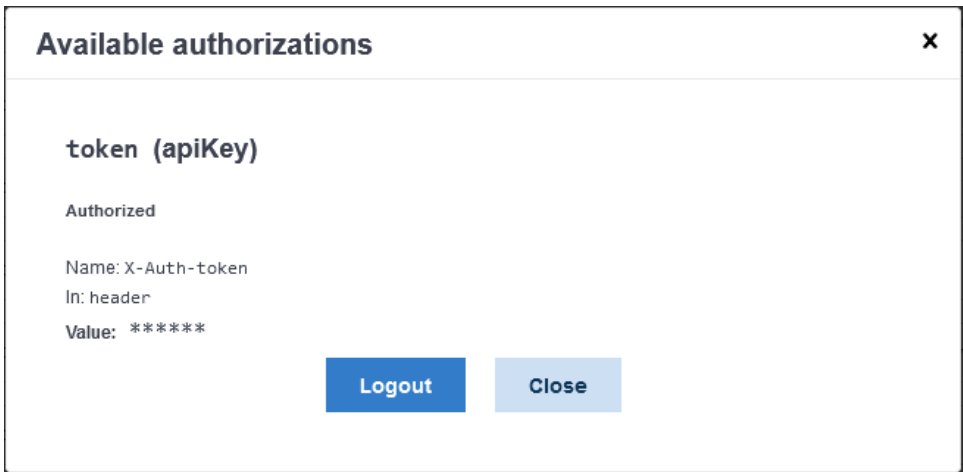 Available authorizations ×
token (apiKey)
Authorized
Name: X-Auth-token
In: header
Value: ******
Logout Close